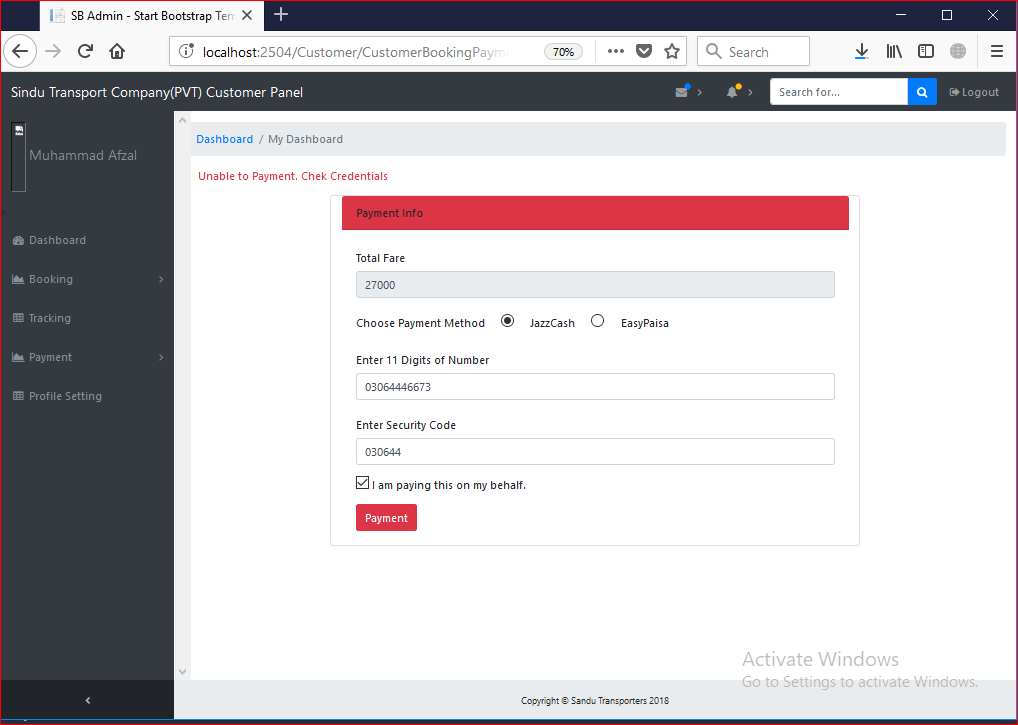 SB Admin - Start Bootstrap Tem
localhost:2504/Customer/CustomerBookingPaym
70%
Search
Sindu Transport Company(PVT) Customer Panel
Search for...
Logout
Muhammad Afzal
Dashboard / My Dashboard
Unable to Payment. Chek Credentials
Dashboard
Booking
Tracking
Payment
Profile Setting
Payment Info
Total Fare
27000
Choose Payment Method JazzCash EasyPaisa
Enter 11 Digits of Number
03064446673
Enter Security Code
030644
I am paying this on my behalf.
Payment
Activate Windows
Go to Settings to activate Windows.
Copyright © Sandu Transporters 2018